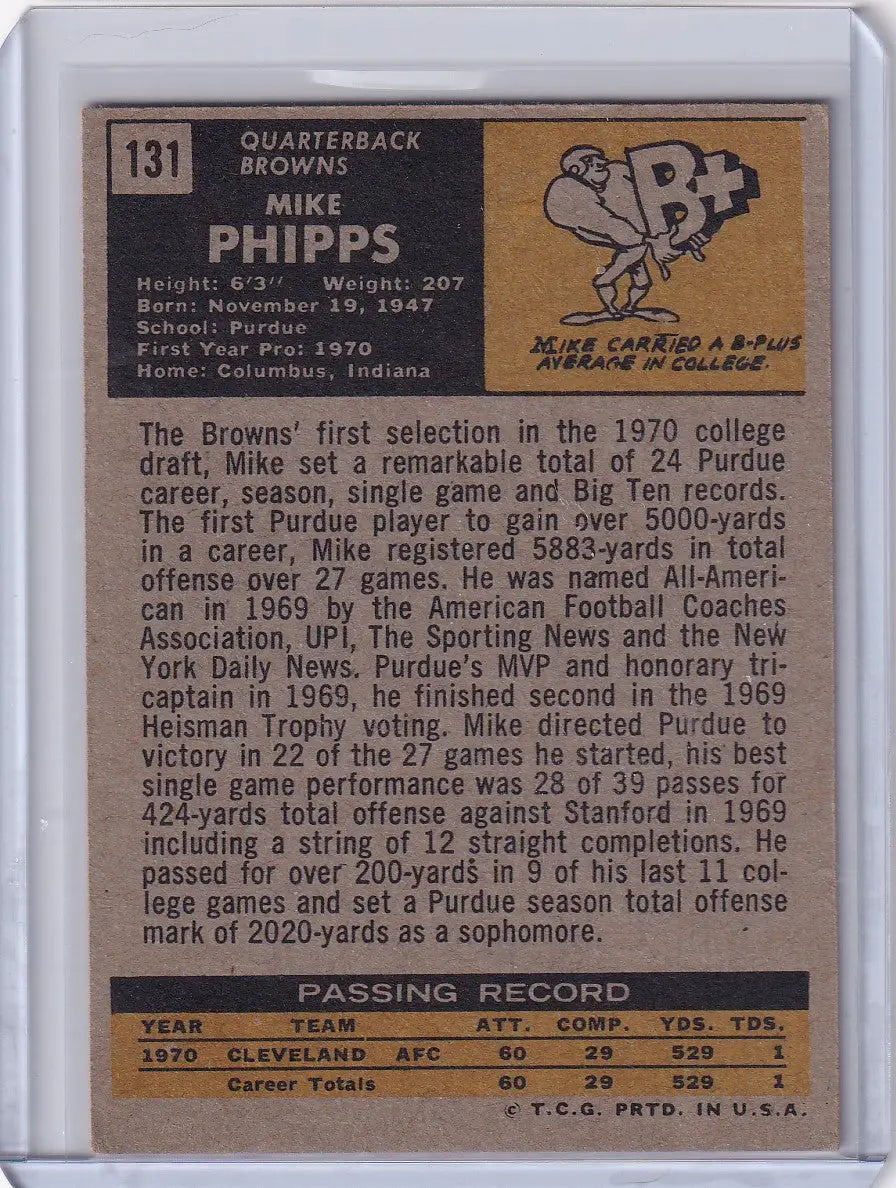 131
QUARTERBACK
BROWNS
MIKE
PHIPPS
Height: 6'3" Weight: 207
Born: November 19, 1947
School: Purdue
First Year Pro: 1970
Home: Columbus, Indiana
B+
MIKE CARRIED A B-PLUS
AVERAGE IN COLLEGE.
The Browns' first selection in the 1970 college
draft, Mike set a remarkable total of 24 Purdue
career, season, single game and Big Ten records.
The first Purdue player to gain over 5000-yards
in a career, Mike registered 5883-yards in total
offense over 27 games. He was named All-Ameri-
can in 1969 by the American Football Coaches
Association, UPI, The Sporting News and the New
York Daily News. Purdue's MVP and honorary tri-
captain in 1969, he finished second in the 1969
Heisman Trophy voting. Mike directed Purdue to
victory in 22 of the 27 games he started, his best
single game performance was 28 of 39 passes for
424-yards total offense against Stanford in 1969
including a string of 12 straight completions. He
passed for over 200-yards in 9 of his last 11 col-
lege games and set a Purdue season total offense
mark of 2020-yards as a sophomore.
PASSING RECORD
YEAR TEAM ATT. COMP. YDS. TDS.
1970 CLEVELAND AFC 60 29 529 1
Career Totals 60 29 529 1
© T.C.G. PRTD. IN U.S.A.